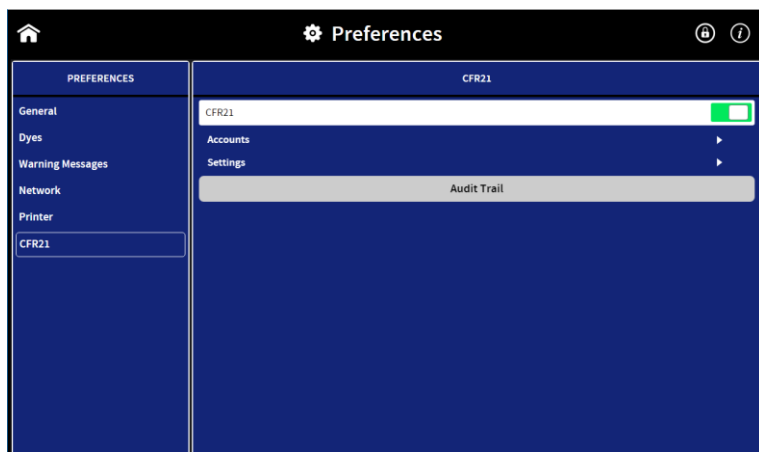 Preferences
PREFERENCES
General
Dyes
Warning Messages
Network
Printer
CFR21
CFR21
CFR21
Accounts
Settings
Audit Trail